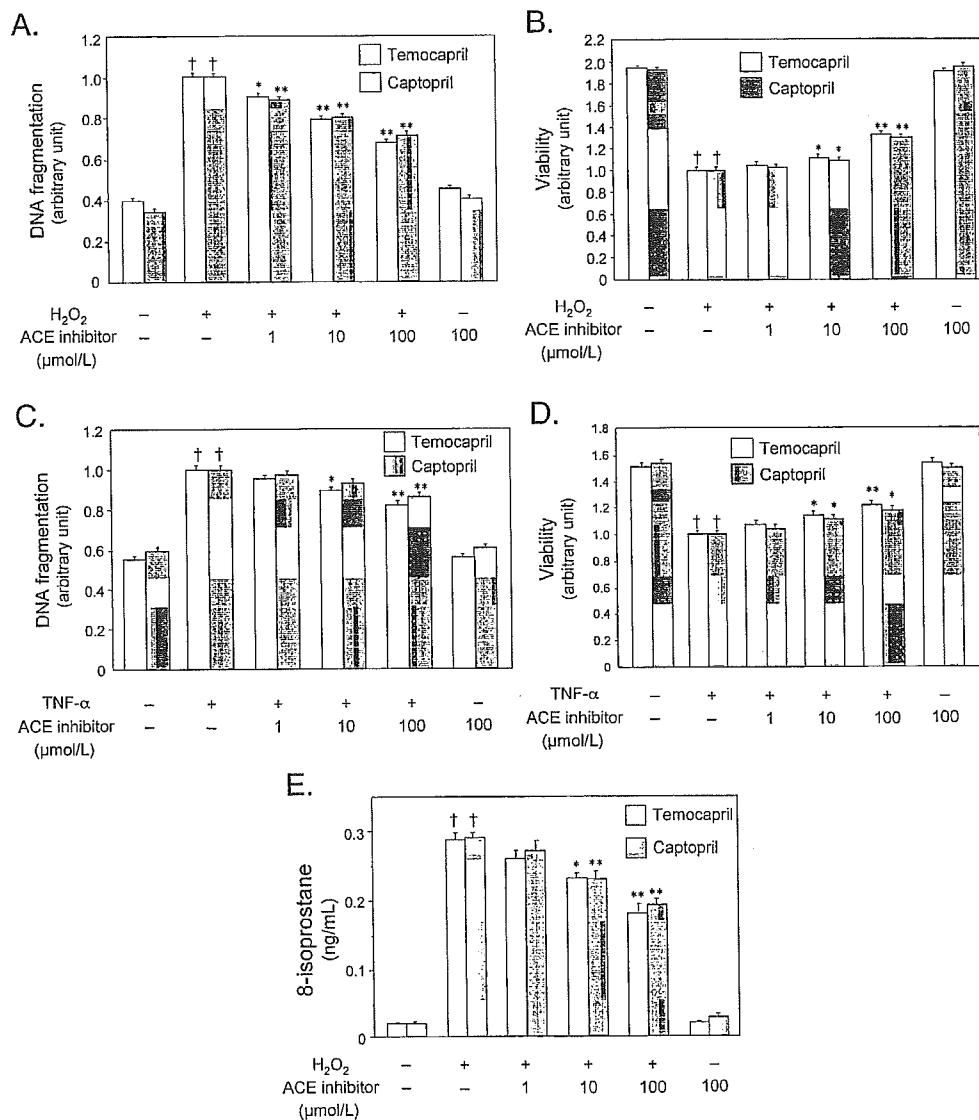 A.
1.2
1.0
0.8
0.6
0.4
0.2
0
DNA fragmentation
(arbitrary unit)
Temocapril
Captopril
† †
* **
** **
** **
H2O2 – + + + + –
ACE inhibitor – – 1 10 100 100
(µmol/L)
B.
2.2
2.0
1.5
1.4
1.2
1.0
0.8
0.6
1.4
1.2
0
Viability
(arbitrary unit)
Temocapril
Captopril
† †
* *
** **
H2O2 – + + + + –
ACE inhibitor – – 1 10 100 100
(µmol/L)
C.
1.2
1.0
0.8
0.6
0.4
0.2
0
DNA fragmentation
(arbitrary unit)
Temocapril
Captopril
† †
*
** **
TNF-α – + + + + –
ACE inhibitor – – 1 10 100 100
(µmol/L)
D.
1.8
1.6
1.4
1.2
1.0
0.8
0.6
0.4
1.2
0
Viability
(arbitrary unit)
Temocapril
Captopril
† †
* *
** *
TNF-α – + + + + –
ACE inhibitor – – 1 10 100 100
(µmol/L)
E.
0.3
0.2
0.1
0
8-isoprostane
(ng/mL)
Temocapril
Captopril
† †
* **
** **
H2O2 – + + + + –
ACE inhibitor – – 1 10 100 100
(µmol/L)